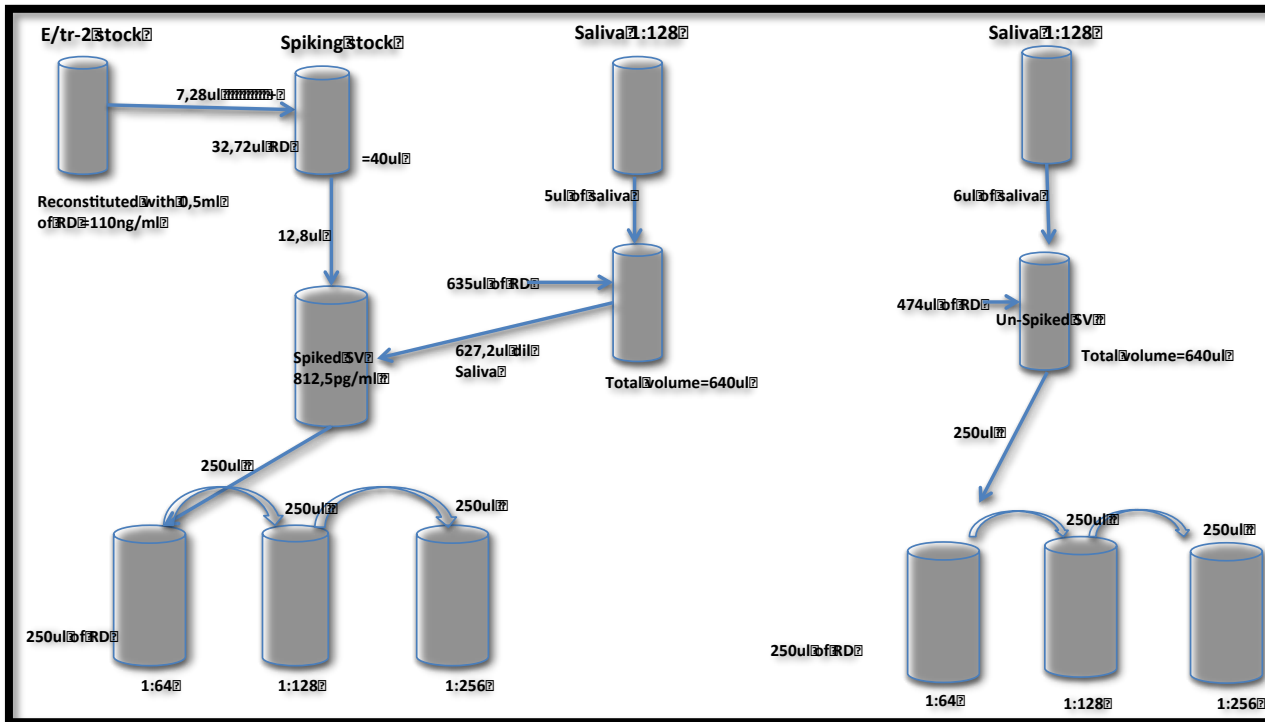 E/tr-2 stock
Spiking stock
Saliva 1:128
Saliva 1:128
7,28ul +
32,72ul RD
=40ul
Reconstituted with 0,5ml
of RD =110ng/ml
12,8ul
5ul of saliva
6ul of saliva
635ul of RD
474ul of RD
Un-Spiked SV
Spiked SV
812,5pg/ml
627,2ul dil
Saliva
Total volume=640ul
Total volume=640ul
250ul
250ul
250ul
250ul
250ul of RD
1:64
1:128
1:256
250ul
250ul
250ul of RD
1:64
1:128
1:256